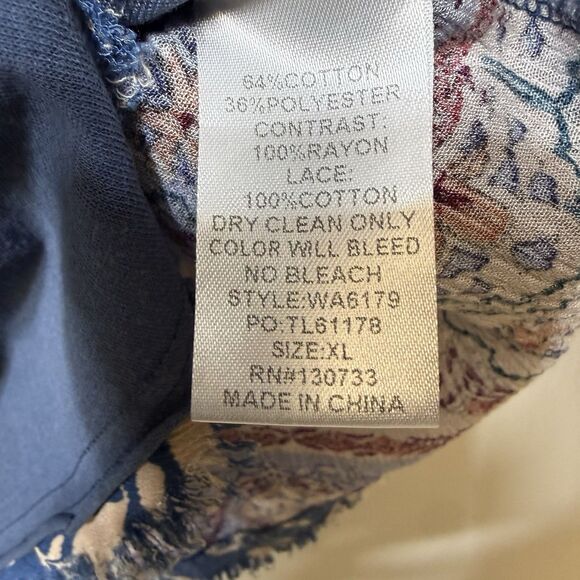 64%COTTON
36%POLYESTER
CONTRAST:
100%RAYON
LACE:
100%COTTON
DRY CLEAN ONLY
COLOR WILL BLEED
NO BLEACH
STYLE:WA6179
PO:TL61178
SIZE:XL
RN#130733
MADE IN CHINA